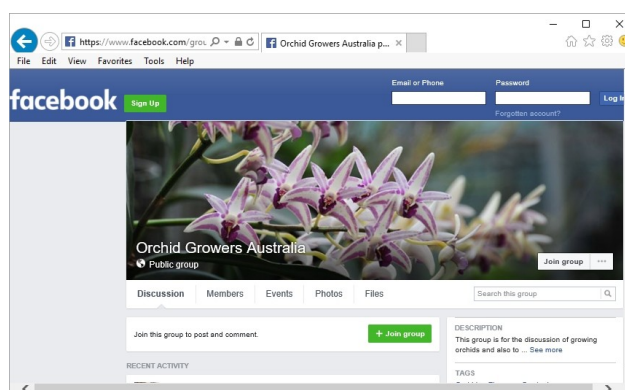 https://www.facebook.com/grou
Orchid Growers Australia p...
File Edit View Favorites Tools Help
facebook
Sign Up
Email or Phone
Password
Log In
Forgotten account?
Orchid Growers Australia
Public group
Join group
Discussion Members Events Photos Files
Search this group
Join this group to post and comment.
+ Join group
DESCRIPTION
This group is for the discussion of growing
orchids and also to ... See more
RECENT ACTIVITY
TAGS